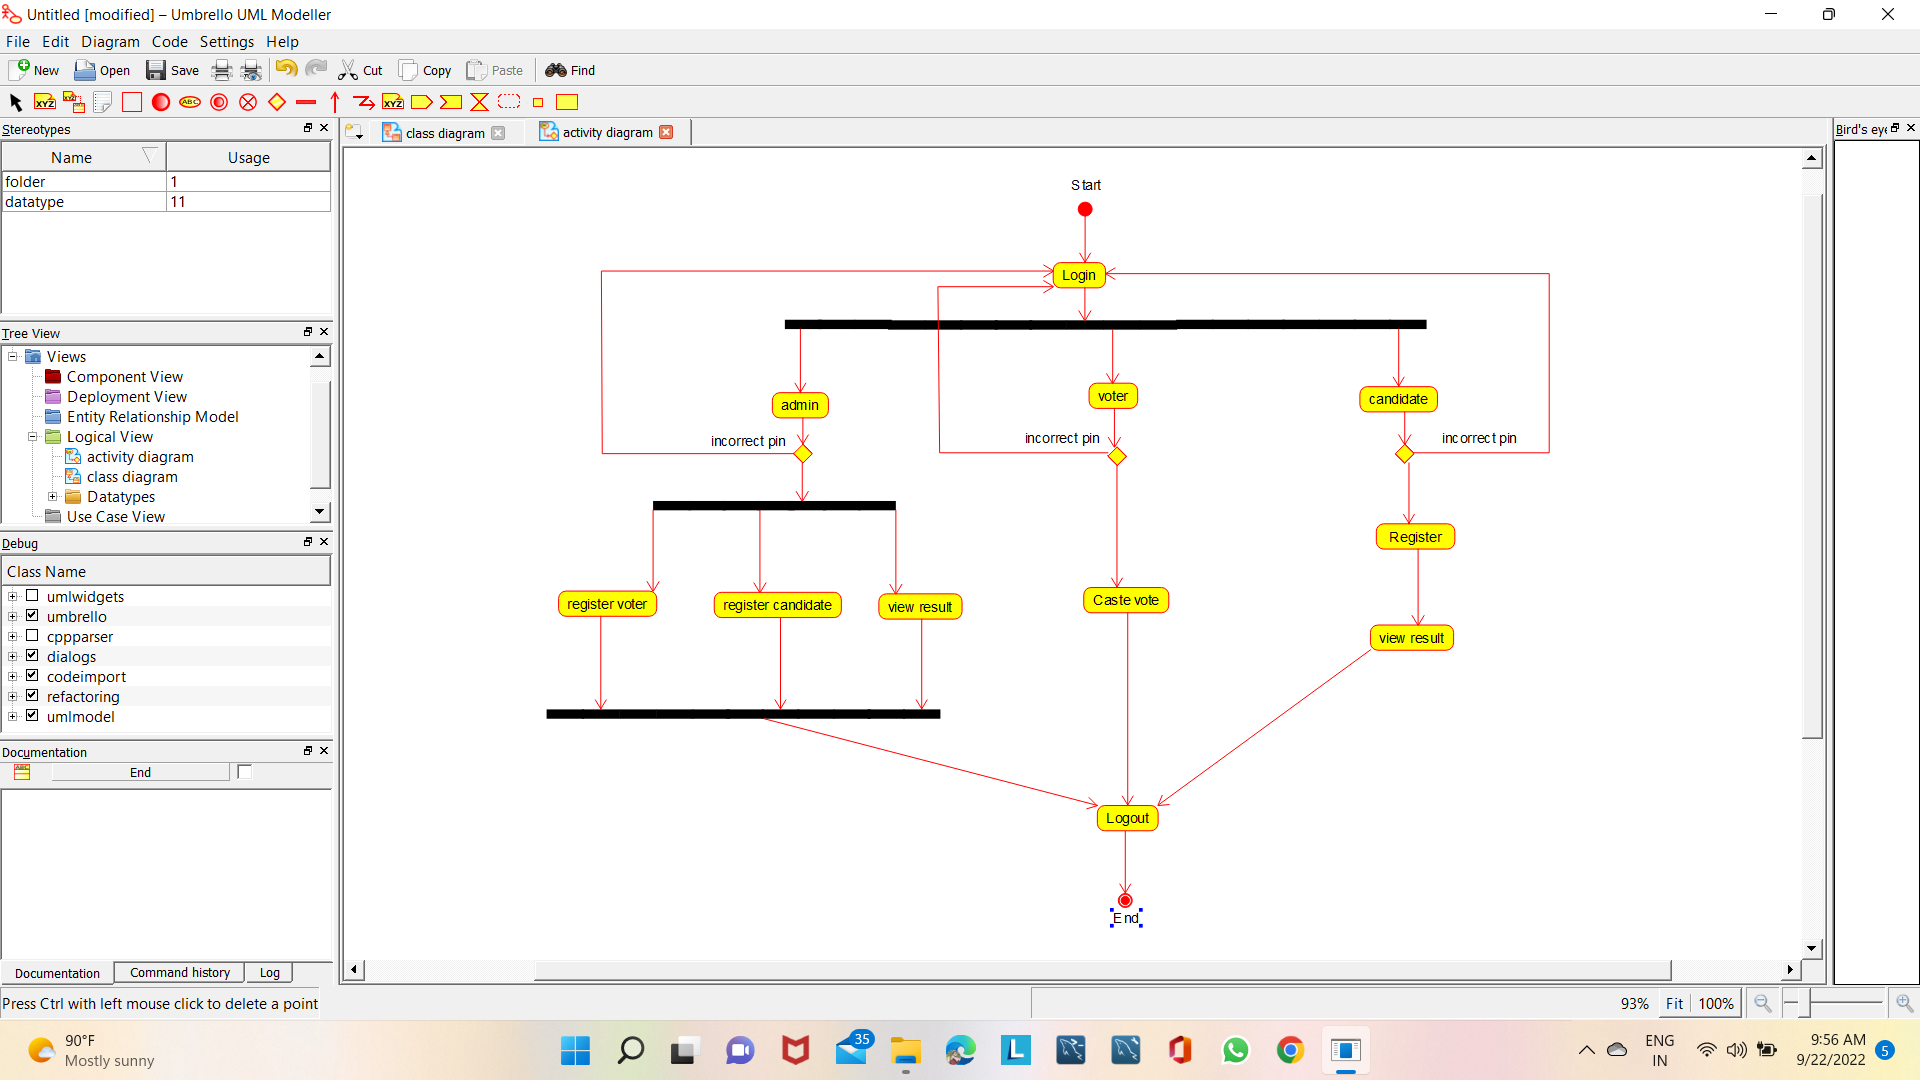 Untitled [modified] – Umbrello UML Modeller
File Edit Diagram Code Settings Help
New Open Save Cut Copy Paste Find
XYZ ABC XYZ
Stereotypes
Name Usage
folder 1
datatype 11
Tree View
Views
Component View
Deployment View
Entity Relationship Model
Logical View
activity diagram
class diagram
Datatypes
Use Case View
Debug
Class Name
umlwidgets
umbrello
cppparser
dialogs
codeimport
refactoring
umlmodel
Documentation
End
Documentation Command history Log
Press Ctrl with left mouse click to delete a point
class diagram activity diagram
Bird's eye
Start
Login
admin
voter
candidate
incorrect pin
incorrect pin
incorrect pin
Register
register voter
register candidate
view result
Caste vote
view result
Logout
End
93% Fit 100%
90°F
Mostly sunny
35
L
ENG
IN
9:56 AM
9/22/2022
5